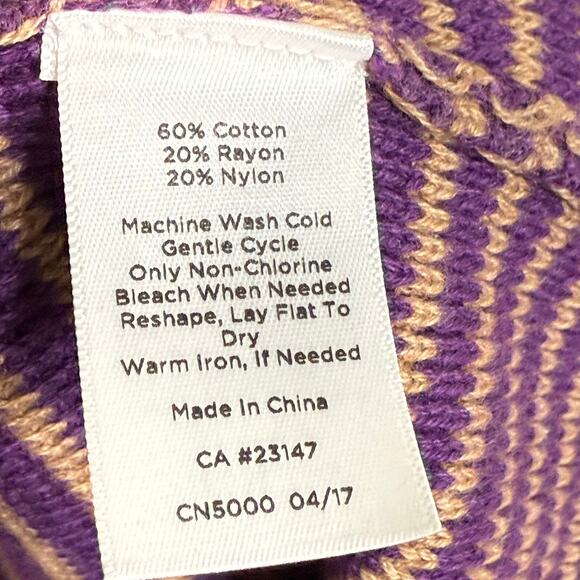 60% Cotton
20% Rayon
20% Nylon
Machine Wash Cold
Gentle Cycle
Only Non-Chlorine
Bleach When Needed
Reshape, Lay Flat To
Dry
Warm Iron, If Needed
Made In China
CA #23147
CN5000 04/17